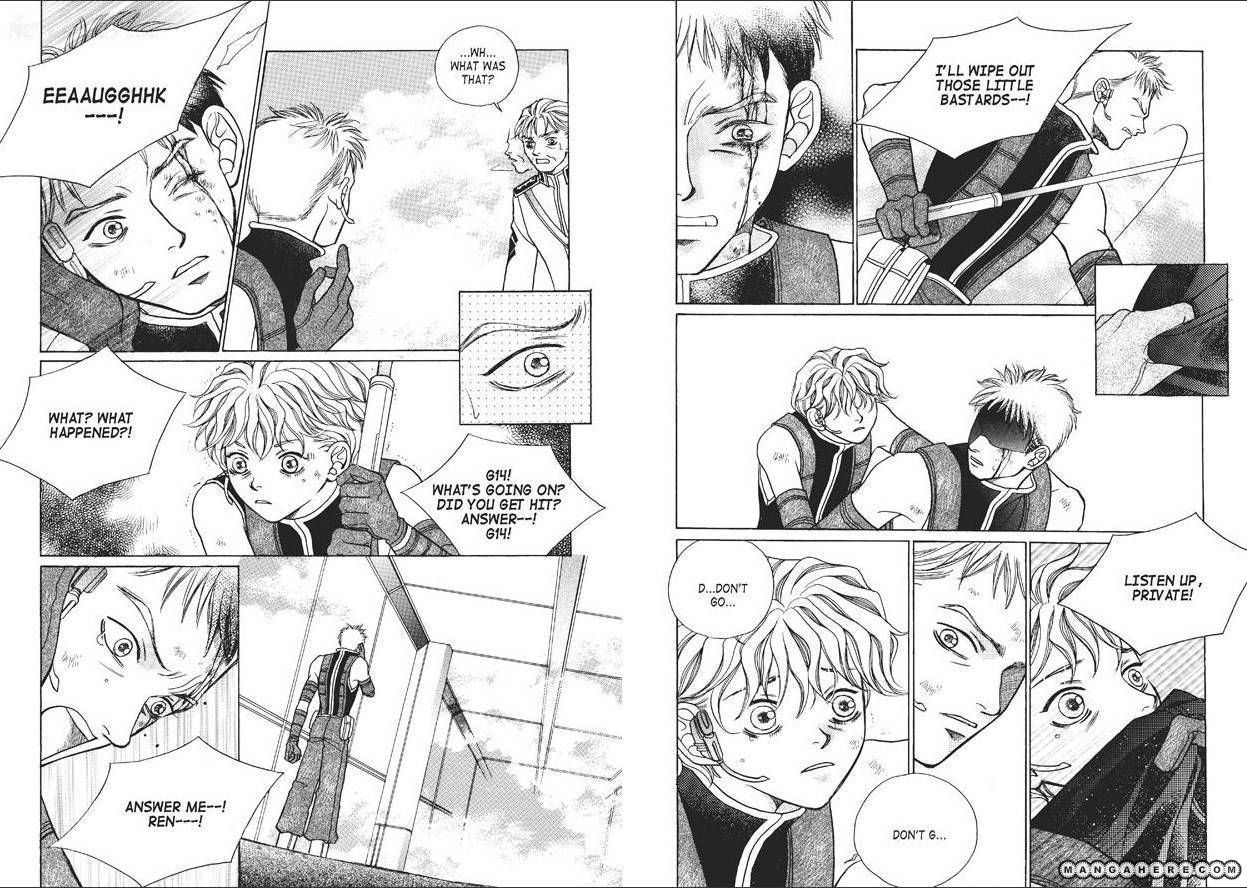 EEAAUGGHHK
---!
...WH...
WHAT WAS
THAT?
WHAT? WHAT
HAPPENED?!
G14!
WHAT'S GOING ON?
DID YOU GET HIT?
ANSWER--!
G14!
ANSWER ME--!
REN---!
I'LL WIPE OUT
THOSE LITTLE
BASTARDS--!
D...DON'T
GO...
DON'T G...
LISTEN UP,
PRIVATE!
MANGAHERE.COM